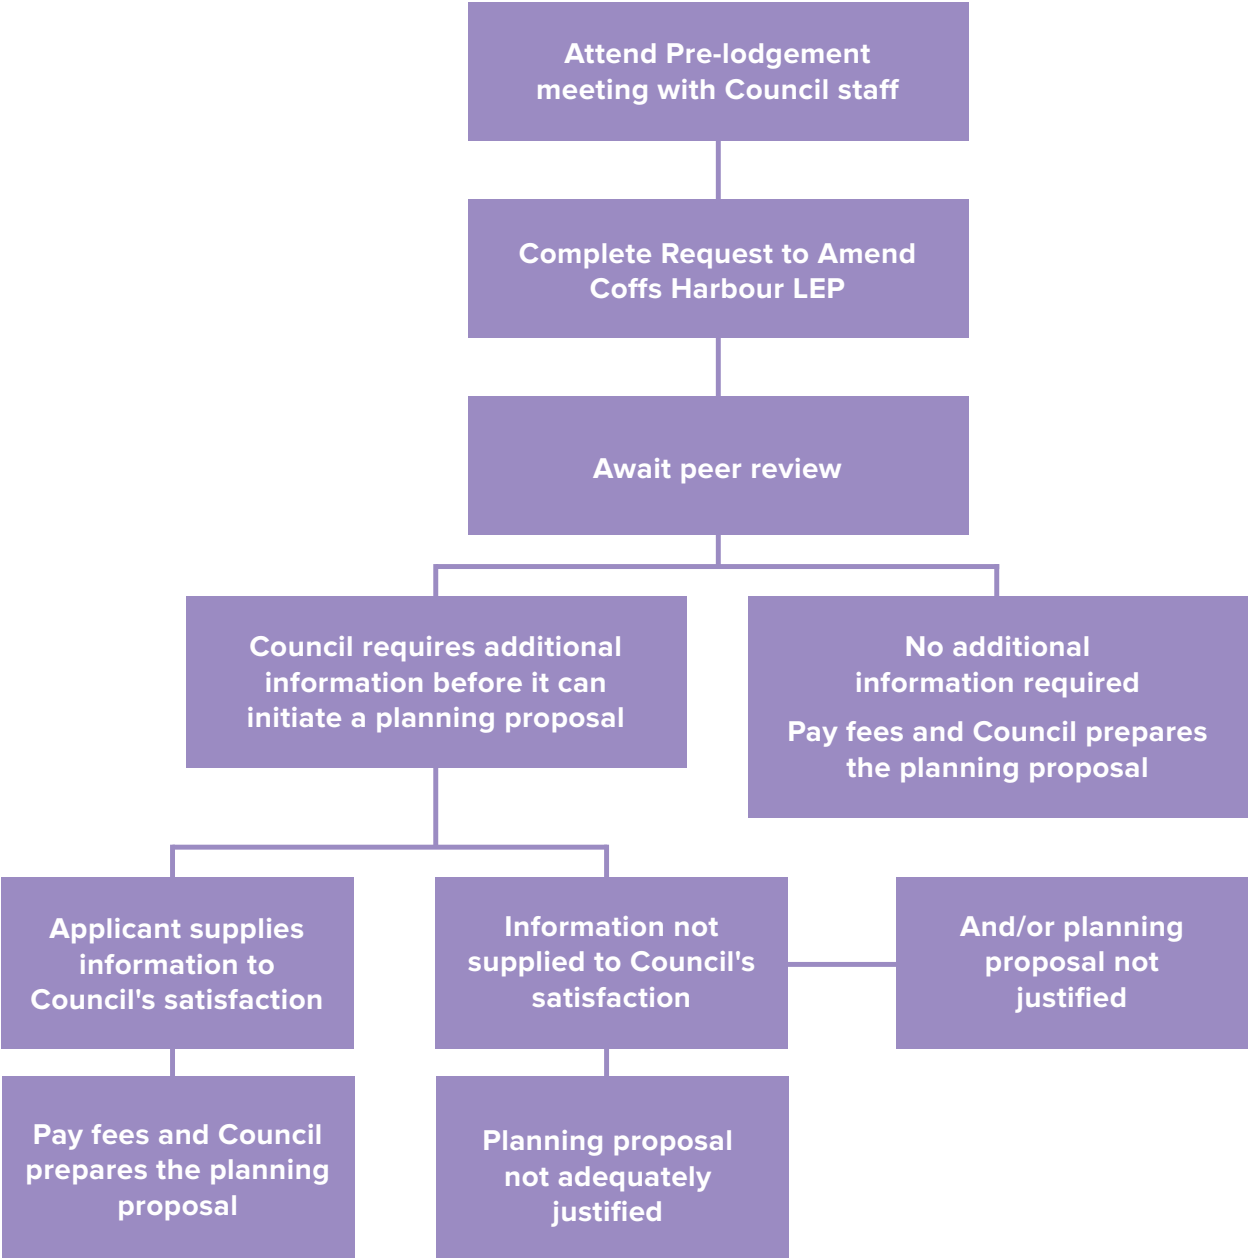 Attend Pre-lodgement
meeting with Council staff
Complete Request to Amend
Coffs Harbour LEP
Await peer review
Council requires additional
information before it can
initiate a planning proposal
No additional
information required
Pay fees and Council prepares
the planning proposal
Applicant supplies
information to
Council's satisfaction
Information not
supplied to Council's
satisfaction
And/or planning
proposal not
justified
Pay fees and Council
prepares the planning
proposal
Planning proposal
not adequately
justified